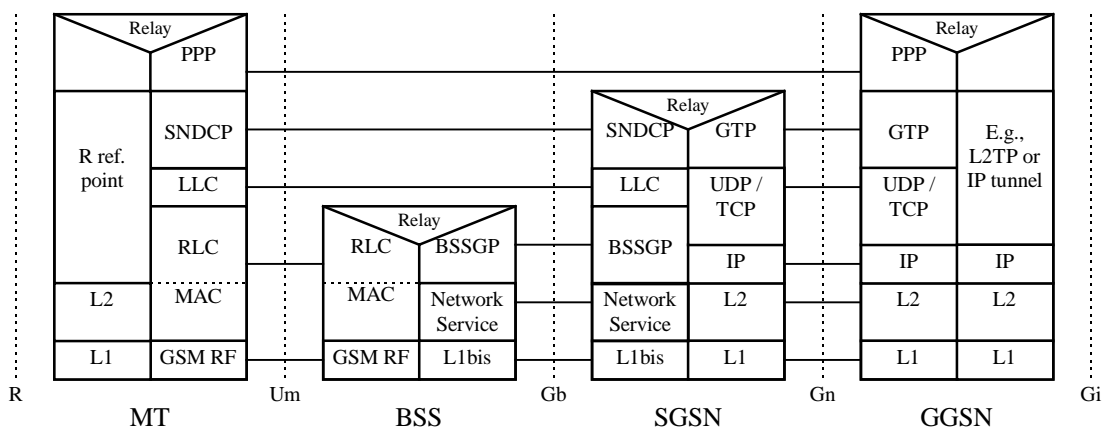 Relay
PPP
R ref.
point
SNDCP
LLC
RLC
MAC
L2
L1
GSM RF
Relay
RLC
MAC
GSM RF
BSSGP
Network
Service
L1bis
Relay
SNDCP
LLC
BSSGP
Network
Service
L1bis
GTP
UDP /
TCP
IP
L2
L1
Relay
PPP
GTP
UDP /
TCP
IP
L2
L1
E.g.,
L2TP or
IP tunnel
IP
L2
L1
R
Um
Gb
Gn
Gi
MT
BSS
SGSN
GGSN